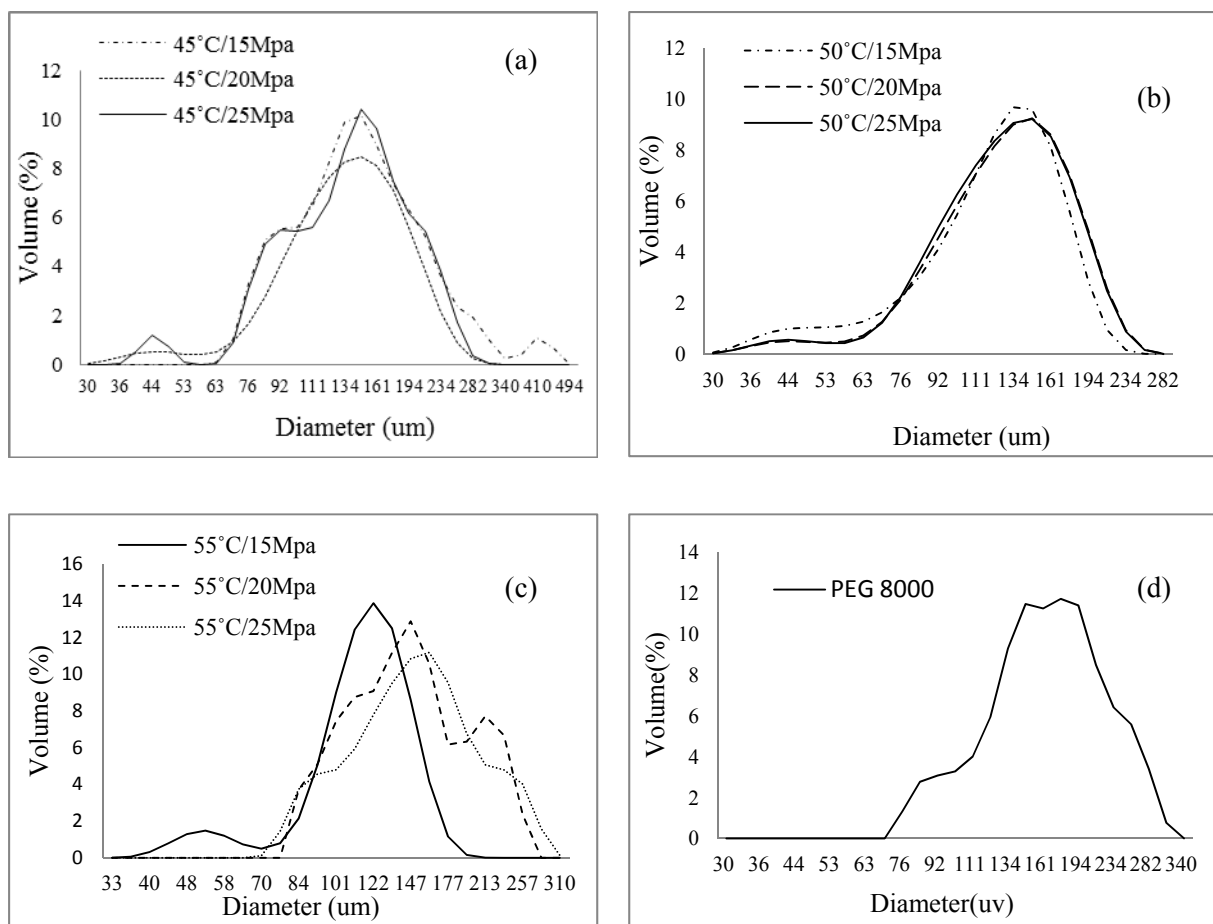 45˚C/15Mpa
45˚C/20Mpa
45˚C/25Mpa
(a)
12
10
8
6
4
2
0
Volume (%)
30 36 44 53 63 76 92 111 134 161 194 234 282 340 410 494
Diameter (um)
50˚C/15Mpa
50˚C/20Mpa
50˚C/25Mpa
(b)
12
10
8
6
4
2
0
Volume (%)
30 36 44 53 63 76 92 111 134 161 194 234 282
Diameter (um)
55˚C/15Mpa
55˚C/20Mpa
55˚C/25Mpa
(c)
16
14
12
10
8
6
4
2
0
Volume (%)
33 40 48 58 70 84 101 122 147 177 213 257 310
Diameter (um)
PEG 8000
(d)
14
12
10
8
6
4
2
0
Volume(%)
30 36 44 53 63 76 92 111 134 161 194 234 282 340
Diameter(uv)